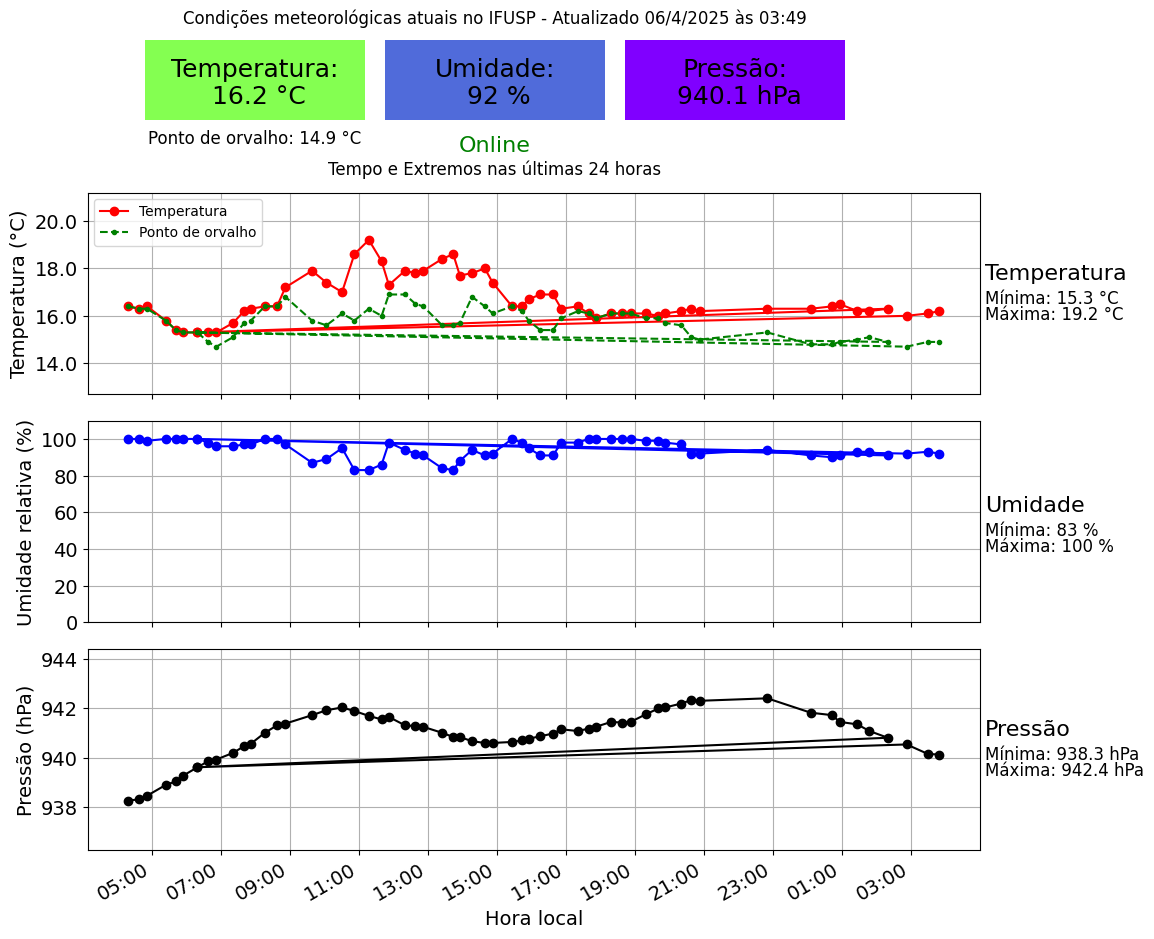 Condições meteorológicas atuais no IFUSP - Atualizado 06/4/2025 às 03:49
Temperatura:
16.2 °C
Umidade:
92 %
Pressão:
940.1 hPa
Ponto de orvalho: 14.9 °C
Online
Tempo e Extremos nas últimas 24 horas
Temperatura (°C)
20.0
18.0
16.0
14.0
Temperatura
Ponto de orvalho
Temperatura
Mínima: 15.3 °C
Máxima: 19.2 °C
Umidade relativa (%)
100
80
60
40
20
0
Umidade
Mínima: 83 %
Máxima: 100 %
Pressão (hPa)
944
942
940
938
Pressão
Mínima: 938.3 hPa
Máxima: 942.4 hPa
05:00
07:00
09:00
11:00
13:00
15:00
17:00
19:00
21:00
23:00
01:00
03:00
Hora local